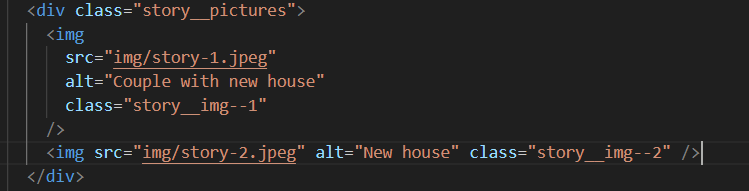 <div class="story__pictures">
<img
src="img/story-1.jpeg"
alt="Couple with new house"
class="story__img--1"
/>
<img src="img/story-2.jpeg" alt="New house" class="story__img--2" />
</div>